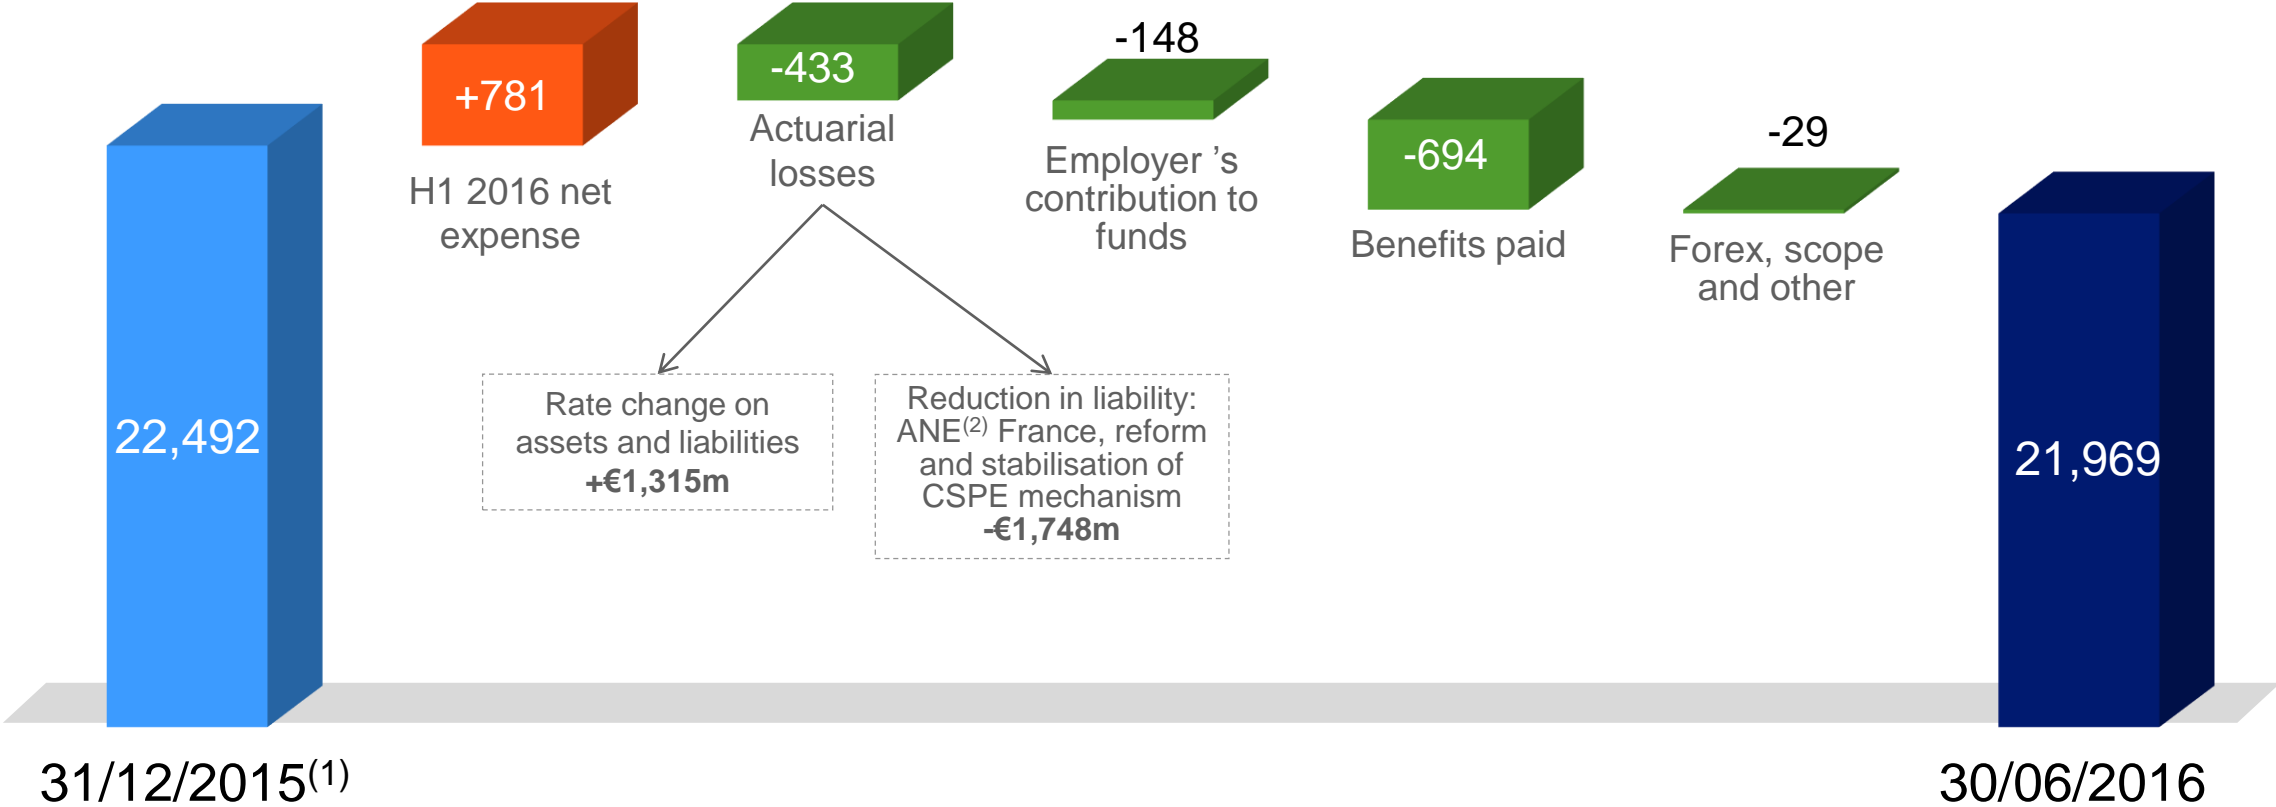 +781
H1 2016 net
expense
-433
Actuarial
losses
-148
Employer ’s
contribution to
funds
-694
Benefits paid
-29
Forex, scope
and other
Rate change on
assets and liabilities
+€1,315m
Reduction in liability:
ANE(2) France, reform
and stabilisation of
CSPE mechanism
-€1,748m
22,492
21,969
31/12/2015(1)
30/06/2016